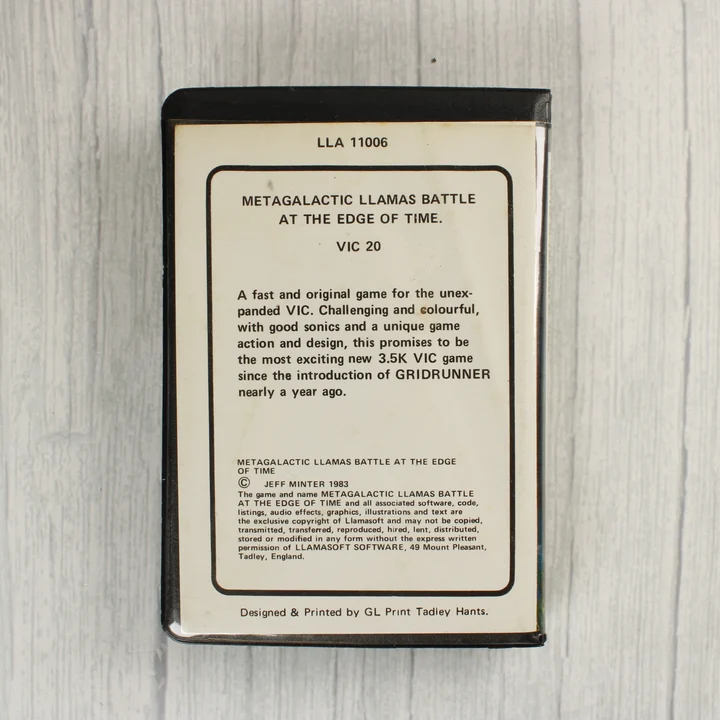 LLA 11006
METAGALACTIC LLAMAS BATTLE
AT THE EDGE OF TIME.
VIC 20
A fast and original game for the unex-
panded VIC. Challenging and colourful,
with good sonics and a unique game
action and design, this promises to be
the most exciting new 3.5K VIC game
since the introduction of GRIDRUNNER
nearly a year ago.
METAGALACTIC LLAMAS BATTLE AT THE EDGE
OF TIME
© JEFF MINTER 1983
The game and name METAGALACTIC LLAMAS BATTLE
AT THE EDGE OF TIME and all associated software, code,
listings, audio effects, graphics, illustrations and text are
the exclusive copyright of Llamasoft and may not be copied,
transmitted, transferred, reproduced, hired, lent, distributed,
stored or modified in any form without the express written
permission of LLAMASOFT SOFTWARE, 49 Mount Pleasant,
Tadley, England.
Designed & Printed by GL Print Tadley Hants.